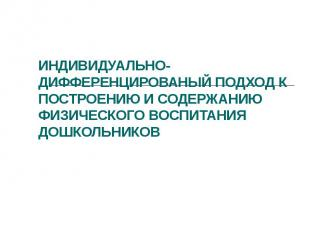 ИНДИВИДУАЛЬНО-
ДИФФЕРЕНЦИРОВАНЫЙ ПОДХОД К
ПОСТРОЕНИЮ И СОДЕРЖАНИЮ
ФИЗИЧЕСКОГО ВОСПИТАНИЯ
ДОШКОЛЬНИКОВ